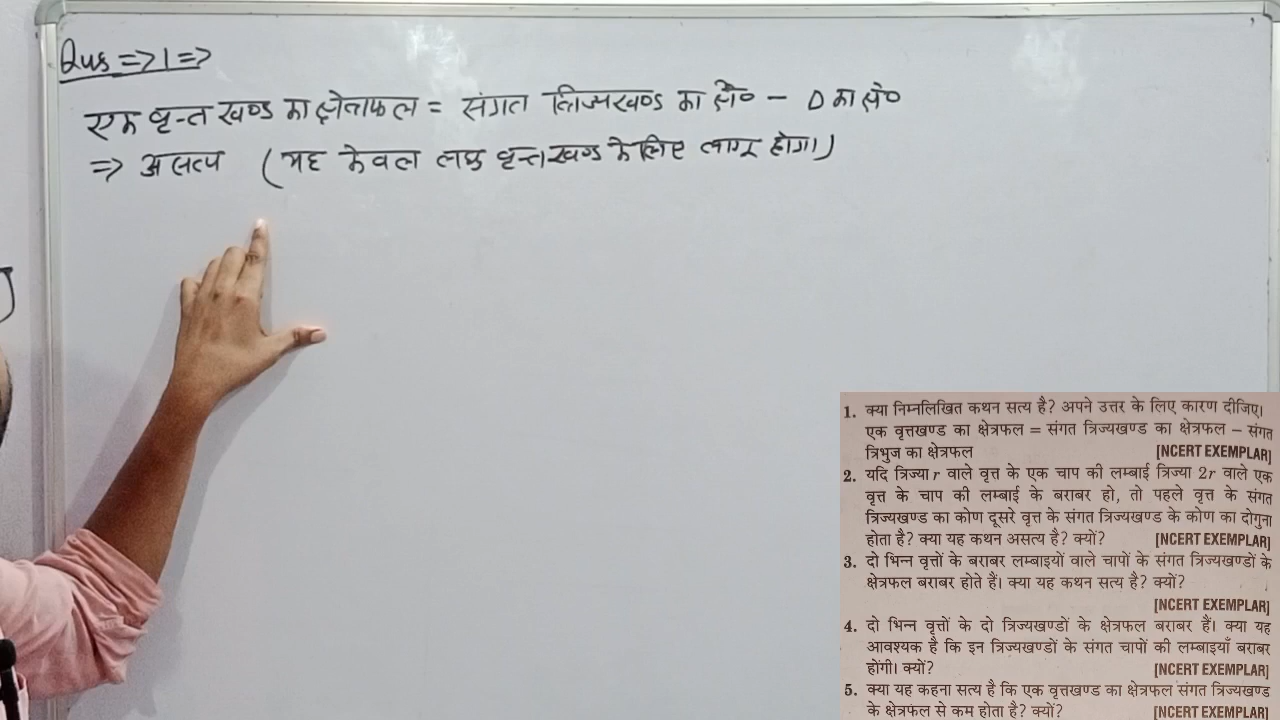 Ques => 1 =>
एक वृत्त खण्ड का क्षेत्रफल = संगत त्रिज्यखण्ड का क्षे० - Δ का क्षे०
=> असत्य (यह केवल लघु वृत्तखण्ड के लिए लागू होगा)
1. क्या निम्नलिखित कथन सत्य है? अपने उत्तर के लिए कारण दीजिए।
एक वृत्तखण्ड का क्षेत्रफल = संगत त्रिज्यखण्ड का क्षेत्रफल – संगत
त्रिभुज का क्षेत्रफल [NCERT EXEMPLAR]
2. यदि त्रिज्या r वाले वृत्त के एक चाप की लम्बाई त्रिज्या 2r वाले एक
वृत्त के चाप की लम्बाई के बराबर हो, तो पहले वृत्त के संगत
त्रिज्यखण्ड का कोण दूसरे वृत्त के संगत त्रिज्यखण्ड के कोण का दोगुना
होता है? क्या यह कथन असत्य है? क्यों? [NCERT EXEMPLAR]
3. दो भिन्न वृत्तों के बराबर लम्बाइयों वाले चापों के संगत त्रिज्यखण्डों के
क्षेत्रफल बराबर होते हैं। क्या यह कथन सत्य है? क्यों?
[NCERT EXEMPLAR]
4. दो भिन्न वृत्तों के दो त्रिज्यखण्डों के क्षेत्रफल बराबर हैं। क्या यह
आवश्यक है कि इन त्रिज्यखण्डों के संगत चापों की लम्बाइयाँ बराबर
होंगी। क्यों? [NCERT EXEMPLAR]
5. क्या यह कहना सत्य है कि एक वृत्तखण्ड का क्षेत्रफल संगत त्रिज्यखण्ड
के क्षेत्रफल से कम होता है? क्यों? [NCERT EXEMPLAR]